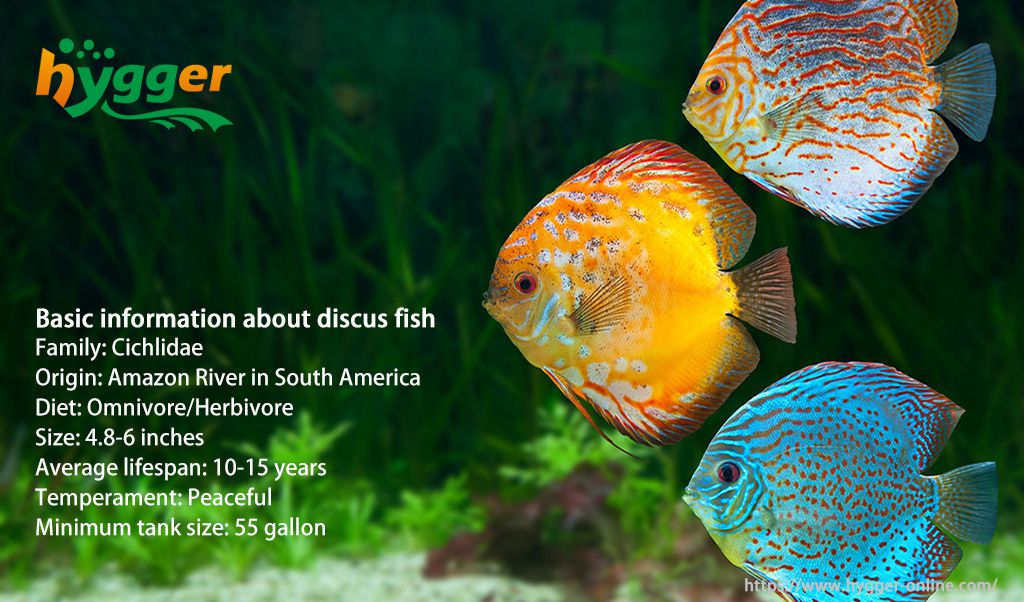 hygger
Basic information about discus fish
Family: Cichlidae
Origin: Amazon River in South America
Diet: Omnivore/Herbivore
Size: 4.8-6 inches
Average lifespan: 10-15 years
Temperament: Peaceful
Minimum tank size: 55 gallon
https://www.hygger-online.com/